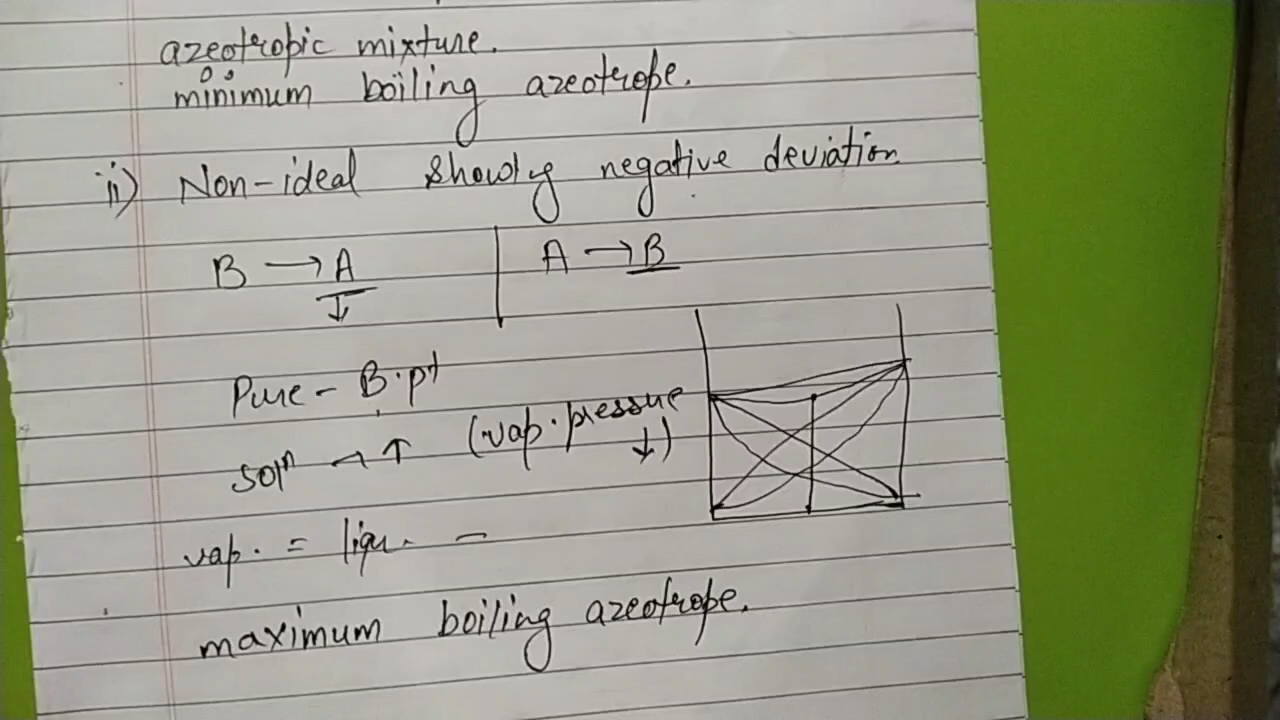 azeotropic mixture.
minimum boiling azeotrope.
ii) Non-ideal showing negative deviation
B → A | A → B
↓
Pure - B.pt
solⁿ → ↑ (vap. pressure ↓)
vap. = liqu. -
maximum boiling azeotrope.